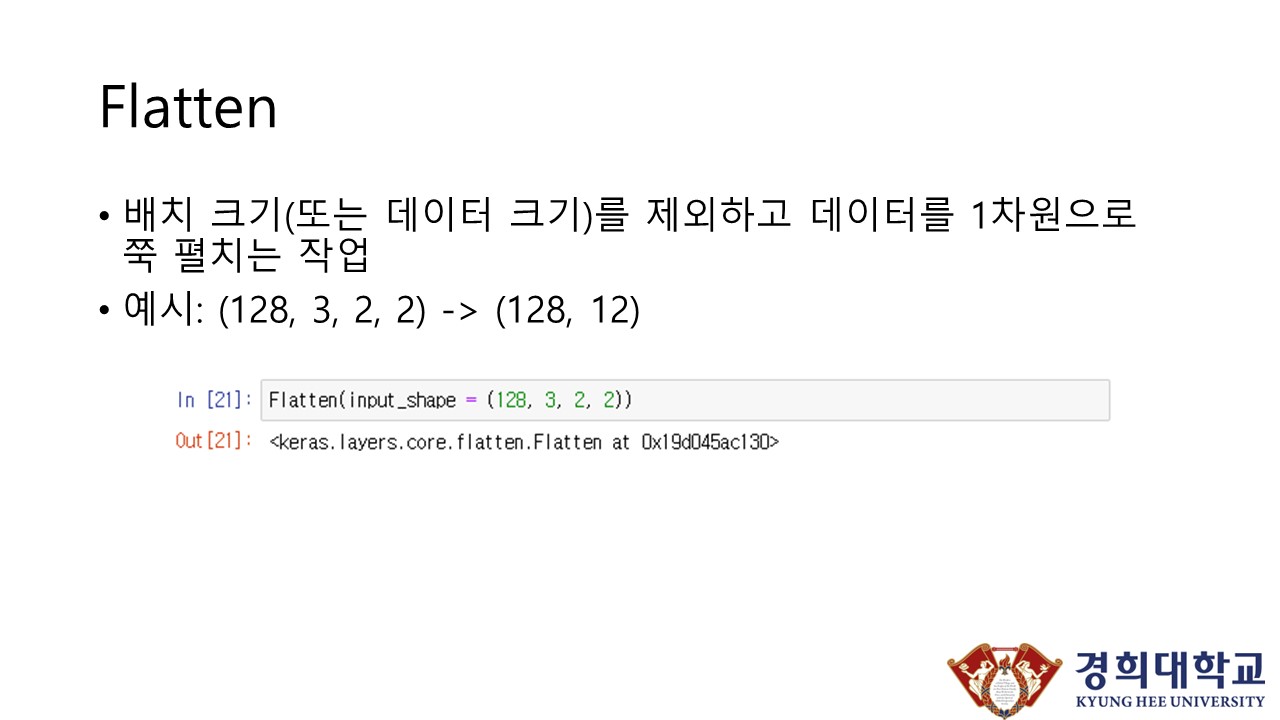 Flatten
• 배치 크기(또는 데이터 크기)를 제외하고 데이터를 1차원으로
쭉 펼치는 작업
• 예시: (128, 3, 2, 2) -> (128, 12)
In [21]: Flatten(input_shape = (128, 3, 2, 2))
Out[21]: <keras.layers.core.flatten.Flatten at 0x19d045ac130>
경희대학교
KYUNG HEE UNIVERSITY